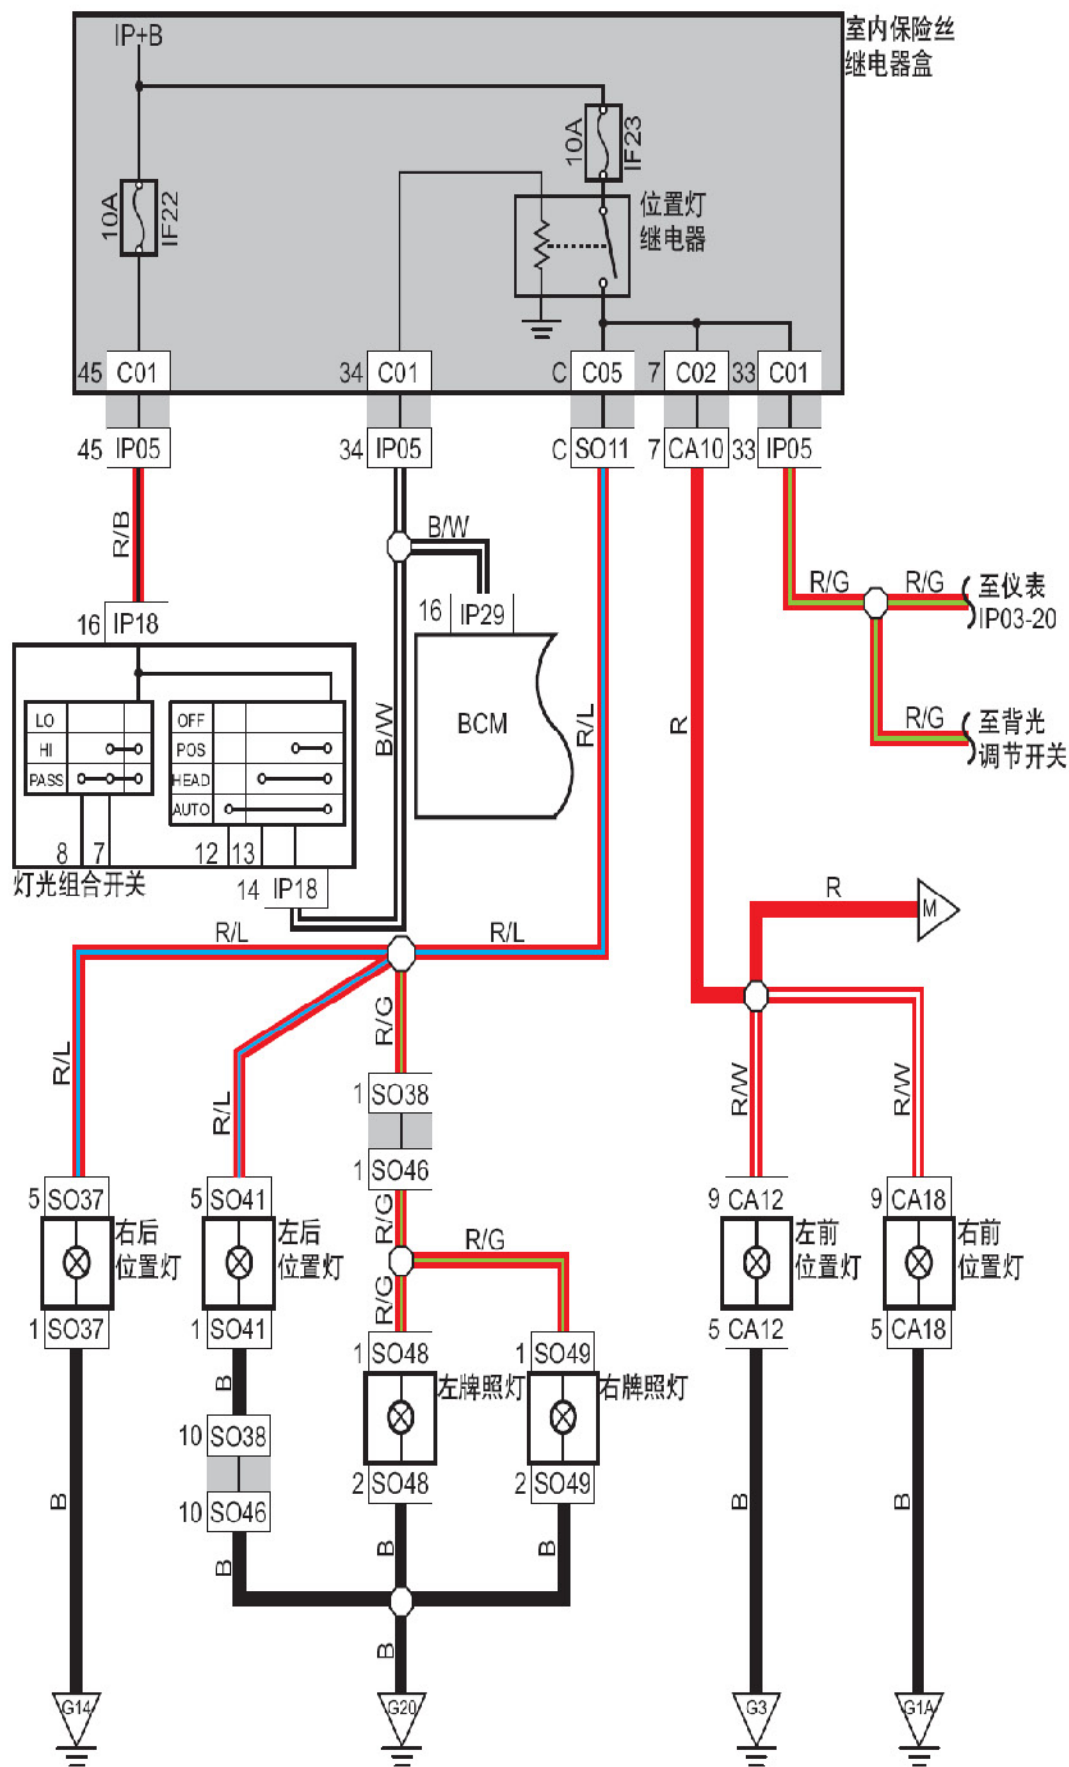 IP+B
室内保险丝
继电器盒
10A
IF22
10A
IF23
位置灯
继电器
45 C01
34 C01
C C05
7 C02
33 C01
45 IP05
34 IP05
C SO11
7 CA10
33 IP05
R/B
B/W
16 IP18
16 IP29
BCM
B/W
R/L
R
R/G
R/G
至仪表
IP03-20
R/G
至背光
调节开关
LO
HI
PASS
OFF
POS
HEAD
AUTO
8
7
12
13
灯光组合开关
14 IP18
R
M
R/L
R/L
R/L
R/L
R/G
R/W
R/W
1 SO38
1 SO46
R/G
5 SO37
5 SO41
9 CA12
9 CA18
右后
位置灯
左后
位置灯
R/G
左前
位置灯
右前
位置灯
R/G
1 SO37
1 SO41
1 SO48
1 SO49
5 CA12
5 CA18
左牌照灯
右牌照灯
B
10 SO38
10 SO46
2 SO48
2 SO49
B
B
B
B
B
B
B
G14
G20
G3
G1A